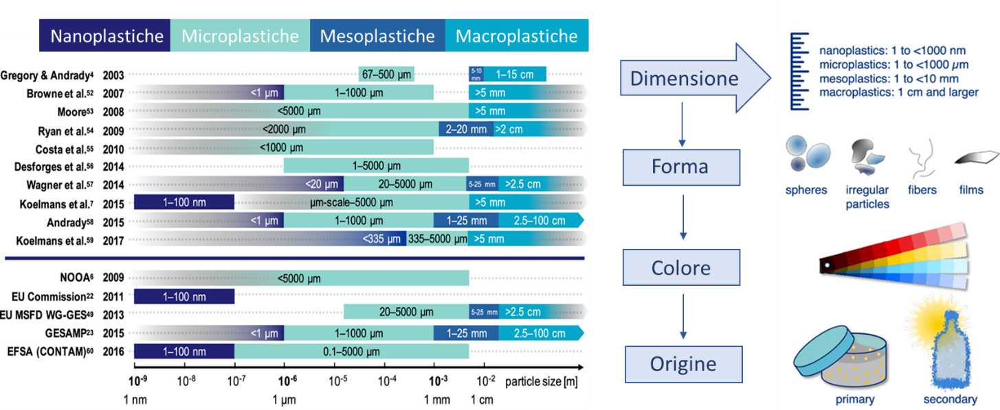 Nanoplastiche Microplastiche Mesoplastiche Macroplastiche
Gregory & Andrady4 2003 67–500 µm 5-10 mm 1–15 cm
Browne et al.52 2007 <1 µm 1–1000 µm >5 mm
Moore53 2008 <5000 µm >5 mm
Ryan et al.54 2009 <2000 µm 2–20 mm >2 cm
Costa et al.55 2010 <1000 µm
Desforges et al.56 2014 1–5000 µm
Wagner et al.57 2014 <20 µm 20–5000 µm 5-25 mm >2.5 cm
Koelmans et al.7 2015 1–100 nm µm-scale–5000 µm >5 mm
Andrady58 2015 <1 µm 1–1000 µm 1–25 mm 2.5–100 cm
Koelmans et al.59 2017 <335 µm 335–5000 µm >5 mm
NOOA6 2009 <5000 µm
EU Commission22 2011 1–100 nm
EU MSFD WG-GES49 2013 20–5000 µm 5-25 mm >2.5 cm
GESAMP23 2015 <1 µm 1–1000 µm 1–25 mm 2.5–100 cm
EFSA (CONTAM)60 2016 1–100 nm 0.1–5000 µm
10-9 10-8 10-7 10-6 10-5 10-4 10-3 10-2 particle size [m]
1 nm 1 µm 1 mm 1 cm
Dimensione
nanoplastics: 1 to <1000 nm
microplastics: 1 to <1000 µm
mesoplastics: 1 to <10 mm
macroplastics: 1 cm and larger
Forma
spheres irregular particles fibers films
Colore
Origine
primary secondary